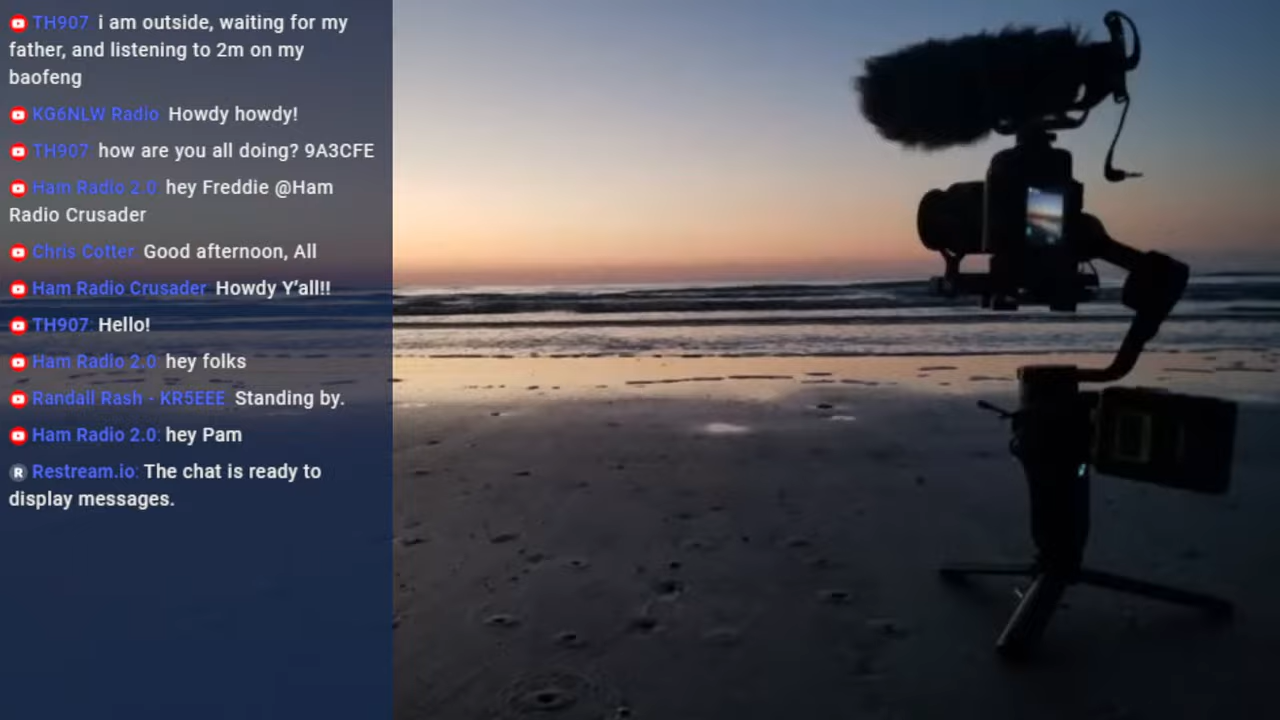 TH907: i am outside, waiting for my
father, and listening to 2m on my
baofeng
KG6NLW Radio: Howdy howdy!
TH907: how are you all doing? 9A3CFE
Ham Radio 2.0: hey Freddie @Ham
Radio Crusader
Chris Cotter: Good afternoon, All
Ham Radio Crusader: Howdy Y'all!!
TH907: Hello!
Ham Radio 2.0: hey folks
Randall Rash - KR5EEE: Standing by.
Ham Radio 2.0: hey Pam
R Restream.io: The chat is ready to
display messages.